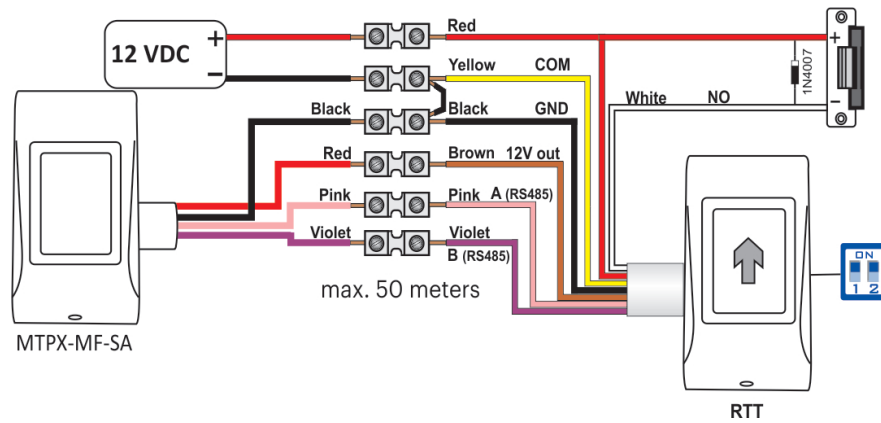 12 VDC
+
−
Red
Yellow COM
Black
Black GND
Red
Brown 12V out
Pink
Pink A (RS485)
Violet
Violet
B (RS485)
max. 50 meters
White NO
+
−
1N4007
ON
1 2
MTPX-MF-SA
RTT